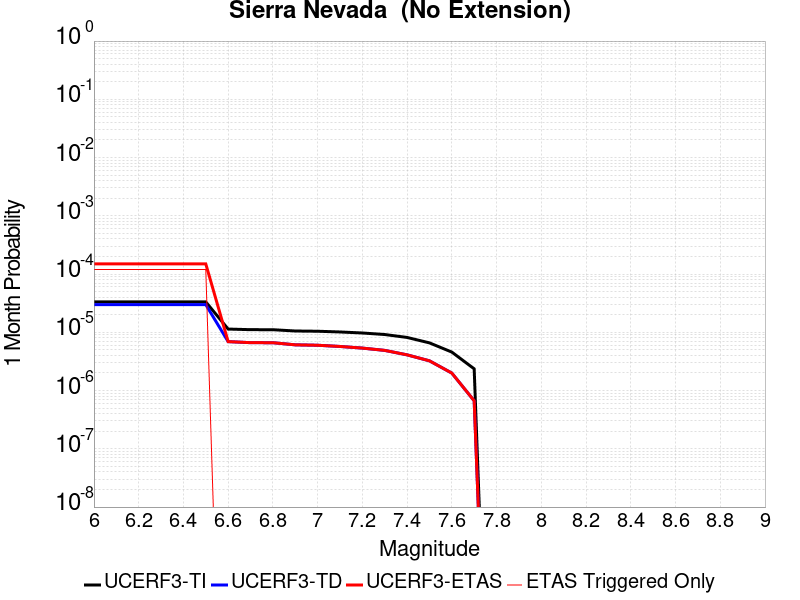 Sierra Nevada (No Extension)
10^0
10^-1
10^-2
10^-3
10^-4
10^-5
10^-6
10^-7
10^-8
1 Month Probability
6 6.2 6.4 6.6 6.8 7 7.2 7.4 7.6 7.8 8 8.2 8.4 8.6 8.8 9
Magnitude
UCERF3-TI UCERF3-TD UCERF3-ETAS ETAS Triggered Only